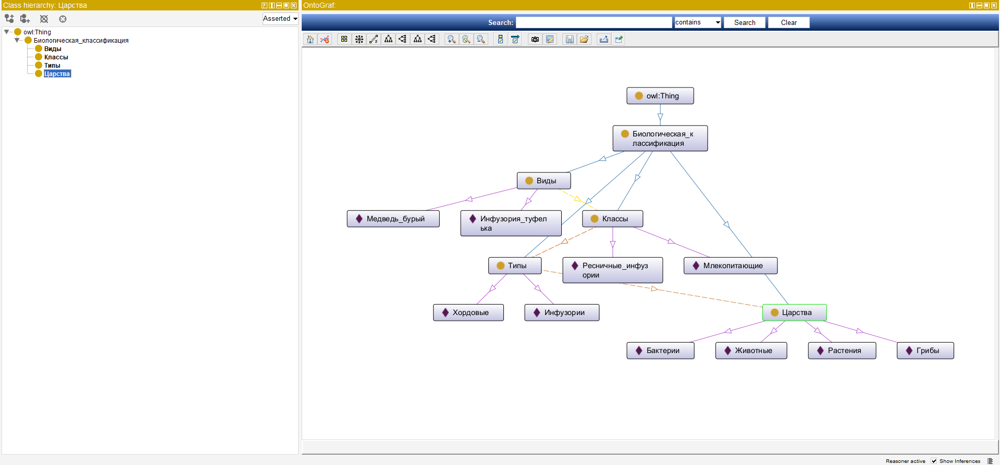 Class hierarchy: Царства
Asserted
owl:Thing
Биологическая_классификация
Виды
Классы
Типы
Царства
OntoGraf:
Search:
contains
Search
Clear
owl:Thing
Биологическая_к
лассификация
Виды
Медведь_бурый
Инфузория_туфел
ька
Классы
Типы
Ресничные_инфуз
ории
Млекопитающие
Хордовые
Инфузории
Царства
Бактерии
Животные
Растения
Грибы
Reasoner active
Show Inferences